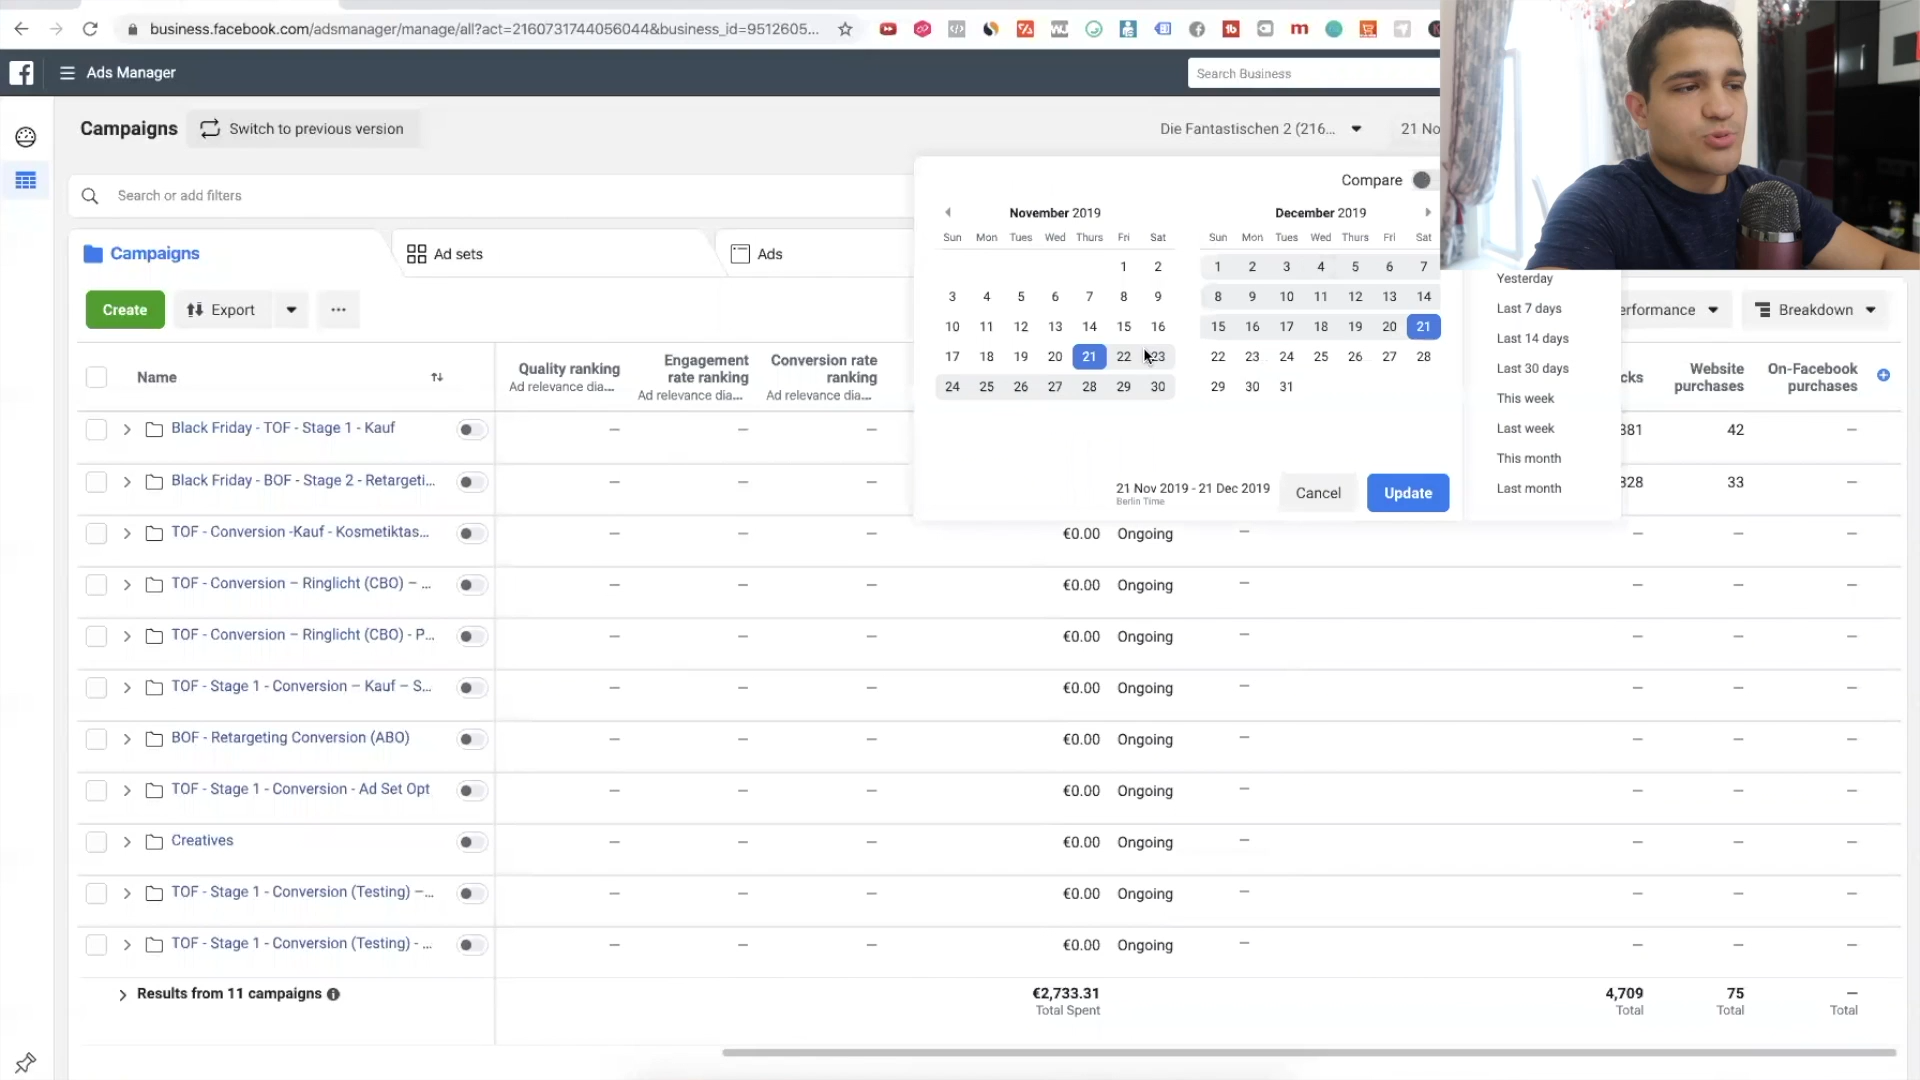 business.facebook.com/adsmanager/manage/all?act=2160731744056044&business_id=9512605...
Ads Manager
Search Business
Campaigns
Switch to previous version
Die Fantastischen 2 (216...
21 No
Search or add filters
Compare
November 2019
December 2019
Sun Mon Tues Wed Thurs Fri Sat
Sun Mon Tues Wed Thurs Fri Sat
1 2
1 2 3 4 5 6 7
3 4 5 6 7 8 9
8 9 10 11 12 13 14
10 11 12 13 14 15 16
15 16 17 18 19 20 21
17 18 19 20 21 22 23
22 23 24 25 26 27 28
24 25 26 27 28 29 30
29 30 31
21 Nov 2019 - 21 Dec 2019
Berlin Time
Cancel
Update
Yesterday
Last 7 days
Last 14 days
Last 30 days
This week
Last week
This month
Last month
Campaigns
Ad sets
Ads
Create
Export
erformance
Breakdown
Name
Quality ranking
Ad relevance dia...
Engagement rate ranking
Ad relevance dia...
Conversion rate ranking
Ad relevance dia...
cks
Website purchases
On-Facebook purchases
Black Friday - TOF - Stage 1 - Kauf — — — 381 42 —
Black Friday - BOF - Stage 2 - Retargeti... — — — 328 33 —
TOF - Conversion -Kauf - Kosmetiktas... — — — €0.00 Ongoing — — — —
TOF - Conversion – Ringlicht (CBO) – ... — — — €0.00 Ongoing — — — —
TOF - Conversion – Ringlicht (CBO) - P... — — — €0.00 Ongoing — — — —
TOF - Stage 1 - Conversion – Kauf – S... — — — €0.00 Ongoing — — — —
BOF - Retargeting Conversion (ABO) — — — €0.00 Ongoing — — — —
TOF - Stage 1 - Conversion - Ad Set Opt — — — €0.00 Ongoing — — — —
Creatives — — — €0.00 Ongoing — — — —
TOF - Stage 1 - Conversion (Testing) –... — — — €0.00 Ongoing — — — —
TOF - Stage 1 - Conversion (Testing) - ... — — — €0.00 Ongoing — — — —
Results from 11 campaigns €2,733.31 4,709 75 —
Total Spent Total Total Total